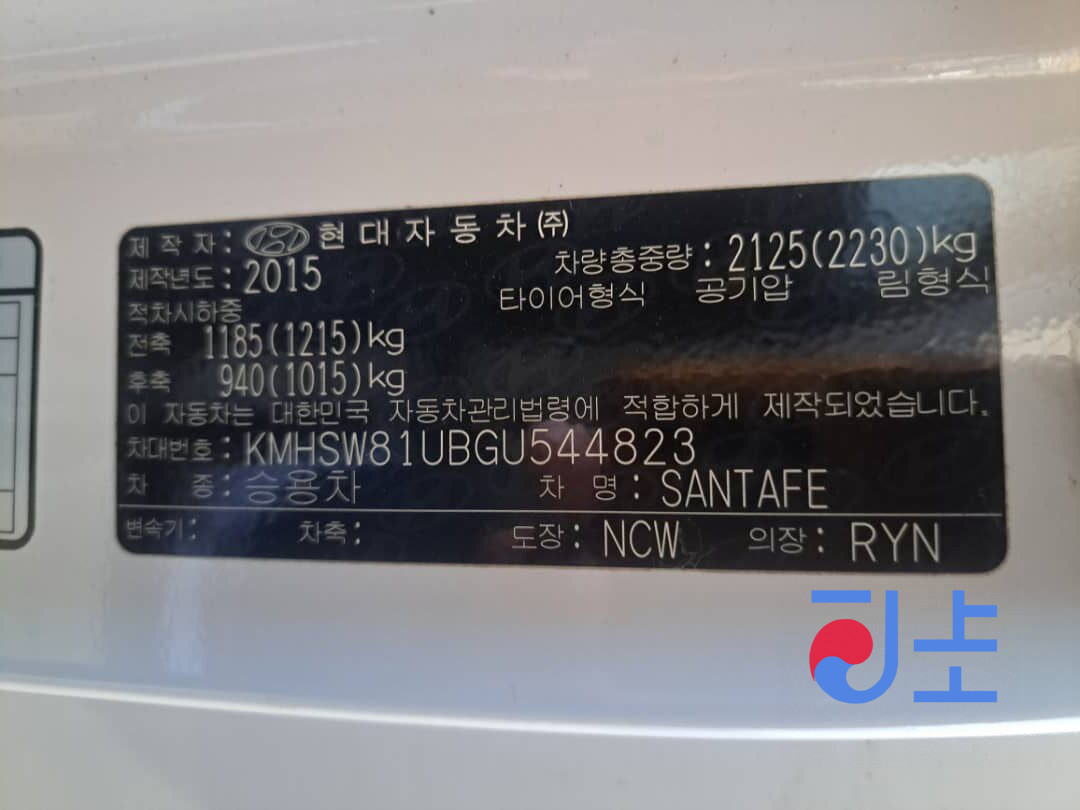 제 작 자 : 현 대 자 동 차 ㈜
제작년도 : 2015
차량총중량 : 2125(2230)kg
적차시하중
타이어형식 공기압 림형식
전축 1185(1215)kg
후축 940(1015)kg
이 자동차는 대한민국 자동차관리법령에 적합하게 제작되었습니다.
차대번호 : KMHSW81UBGU544823
차 종 : 승용차 차 명 : SANTAFE
변속기 : 차축 : 도장 : NCW 의장 : RYN